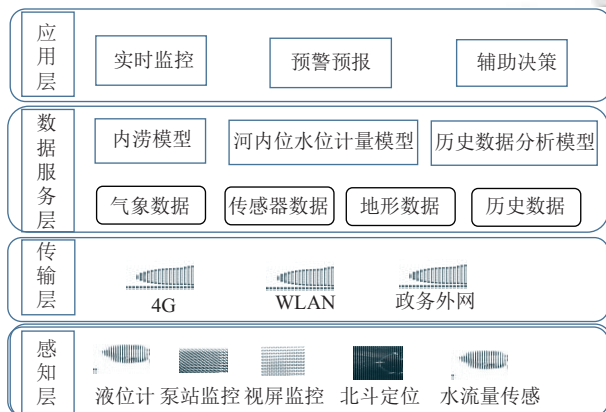 应用层
实时监控 预警预报 辅助决策
数据服务层
内涝模型 河内位水位计量模型 历史数据分析模型
气象数据 传感器数据 地形数据 历史数据
传输层
4G WLAN 政务外网
感知层
液位计 泵站监控 视屏监控 北斗定位 水流量传感